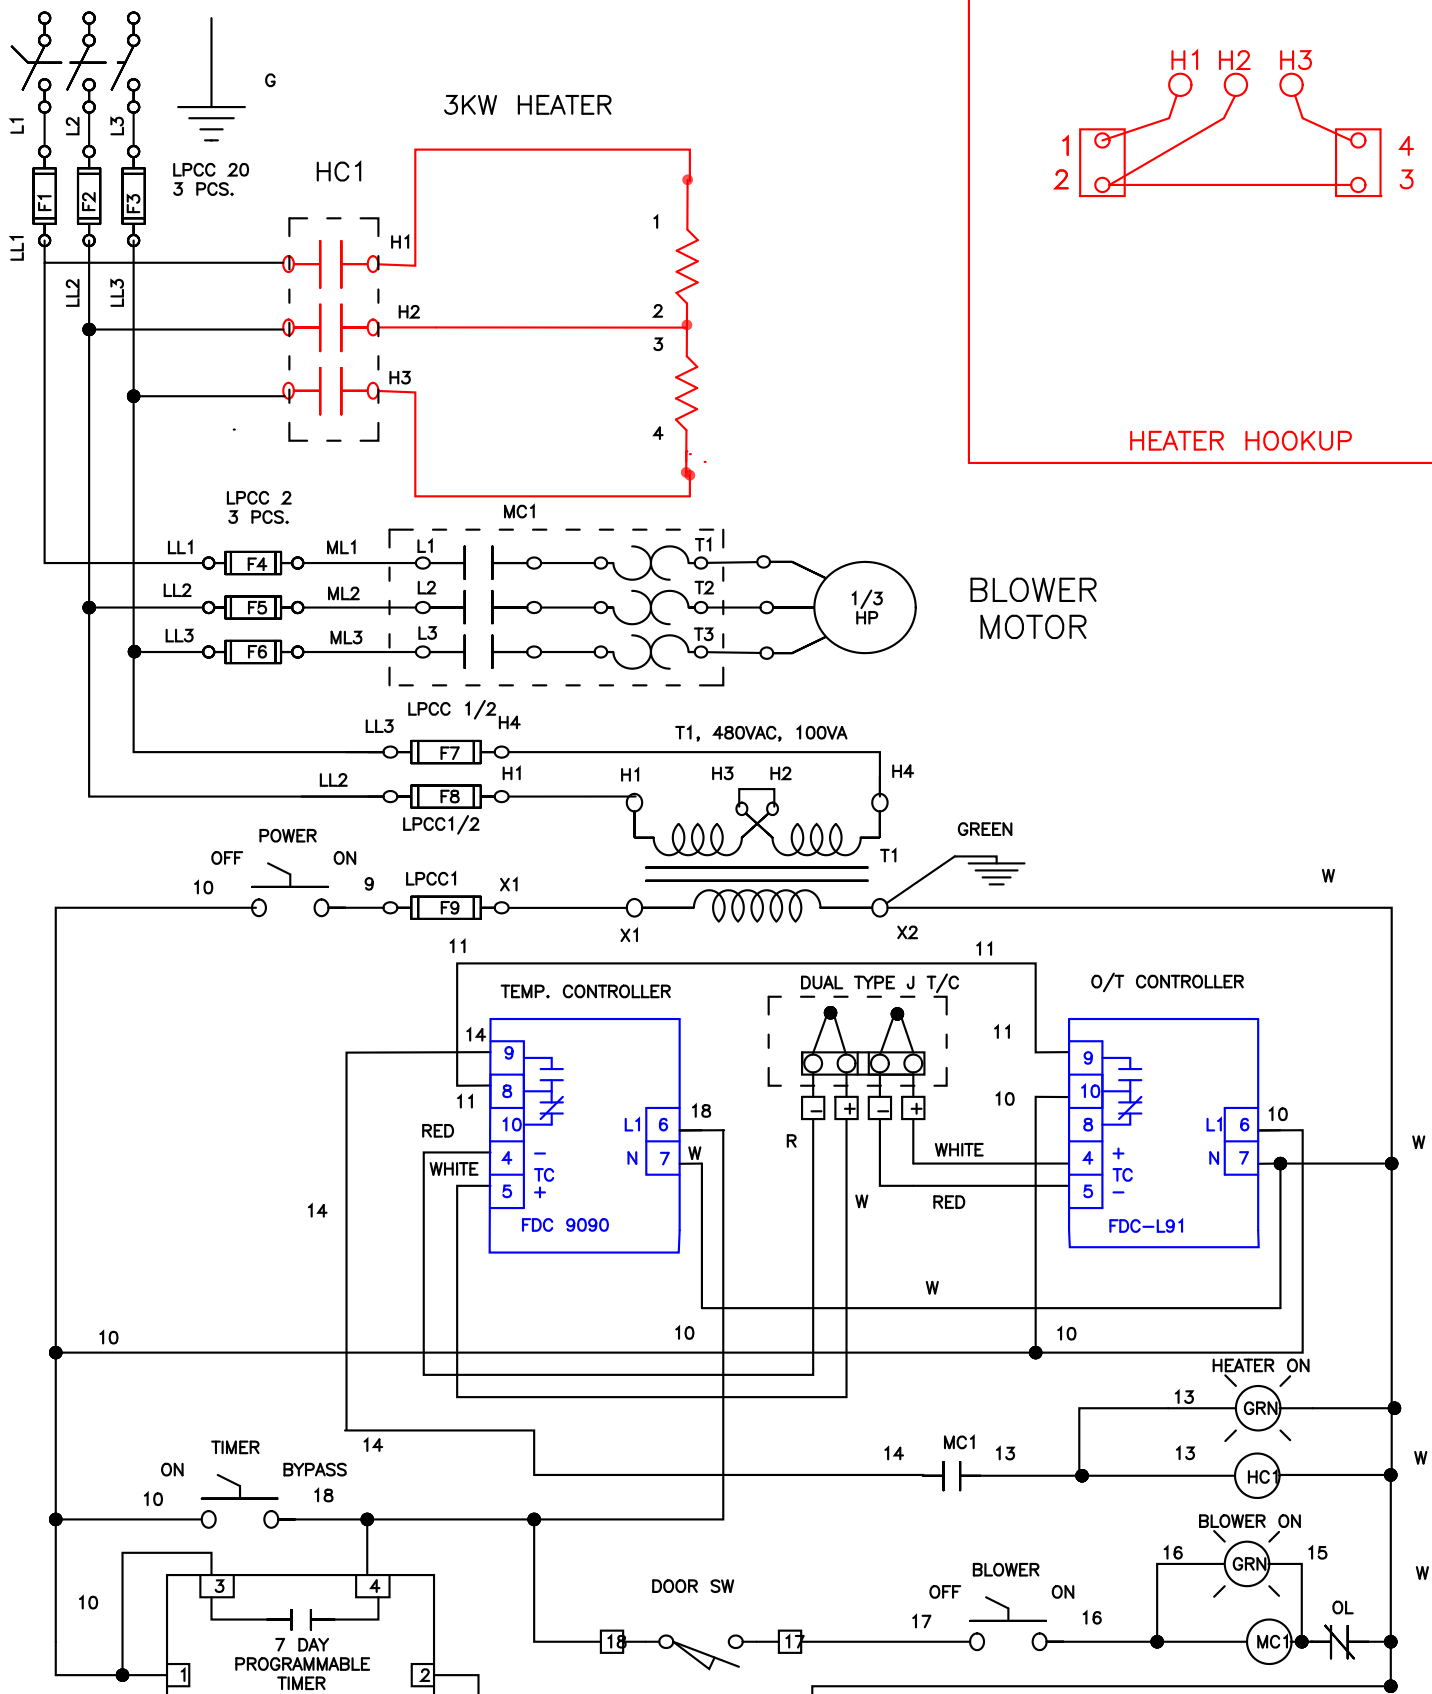 G
H1 H2 H3
1
2
4
3
HEATER HOOKUP
3KW HEATER
L1
L2
L3
LPCC 20
3 PCS.
HC1
F1
F2
F3
LL1
LL2
LL3
H1
H2
H3
1
2
3
4
LPCC 2
3 PCS.
MC1
LL1
F4
ML1
L1
T1
LL2
F5
ML2
L2
T2
LL3
F6
ML3
L3
T3
1/3
HP
BLOWER
MOTOR
LPCC 1/2
LL3
F7
H4
T1, 480VAC, 100VA
LL2
F8
H1
LPCC1/2
H1
H3
H2
H4
T1
GREEN
POWER
OFF
ON
10
9
LPCC1
F9
X1
X1
X2
W
11
11
TEMP. CONTROLLER
DUAL TYPE J T/C
O/T CONTROLLER
14
9
8
11
10
RED
4
-
WHITE
TC
5
+
FDC 9090
L1
6
18
N
7
W
- + - +
R
W
WHITE
RED
11
10
9
10
8
4
+
TC
5
-
FDC-L91
L1
6
10
N
7
W
14
W
10
10
10
HEATER ON
13
GRN
14
14
MC1
13
13
HC1
W
TIMER
ON
BYPASS
10
18
BLOWER ON
16
GRN
15
W
3
4
10
7 DAY
PROGRAMMABLE
TIMER
1
2
DOOR SW
18
17
17
BLOWER
OFF
ON
16
MC1
OL